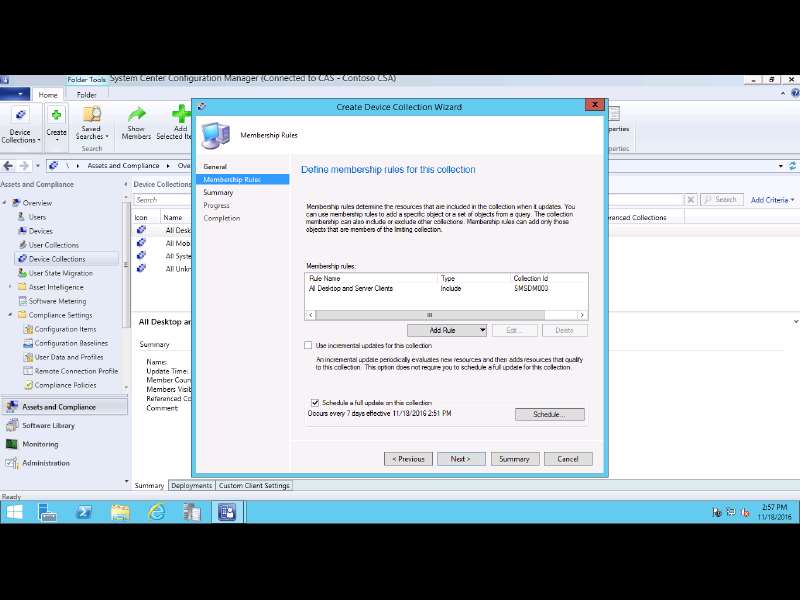 Folder Tools
System Center Configuration Manager (Connected to CAS - Contoso CSA)
Home
Folder
Device
Collections
Create
Saved
Searches
Show
Members
Add
Selected Ite
perties
Search
perties
\ Assets and Compliance Ove
Assets and Compliance
Overview
Users
Devices
User Collections
Device Collections
User State Migration
Asset Intelligence
Software Metering
Compliance Settings
Configuration Items
Configuration Baselines
User Data and Profiles
Remote Connection Profile
Compliance Policies
Assets and Compliance
Software Library
Monitoring
Administration
Ready
Device Collections
Search
Search
Add Criteria
Icon Name
erenced Collections
All Desk
All Mob
All Syste
All Unkn
All Desktop an
Summary
Name:
Update Time:
Member Coun
Members Visib
Referenced Co
Comment:
Summary Deployments Custom Client Settings
Create Device Collection Wizard
x
Membership Rules
General
Membership Rules
Summary
Progress
Completion
Define membership rules for this collection
Membership rules determine the resources that are included in the collection when it updates. You
can use membership rules to add a specific object or a set of objects from a query. The collection
membership can also include or exclude other collections. Membership rules can add only those
objects that are members of the limiting collection.
Membership rules:
Rule Name Type Collection Id
All Desktop and Server Clients Include SMSDM003
Add Rule Edit... Delete
Use incremental updates for this collection
An incremental update periodically evaluates new resources and then adds resources that qualify
to this collection. This option does not require you to schedule a full update for this collection.
Schedule a full update on this collection
Occurs every 7 days effective 11/18/2016 2:51 PM
Schedule...
< Previous Next > Summary Cancel
2:57 PM
11/18/2016